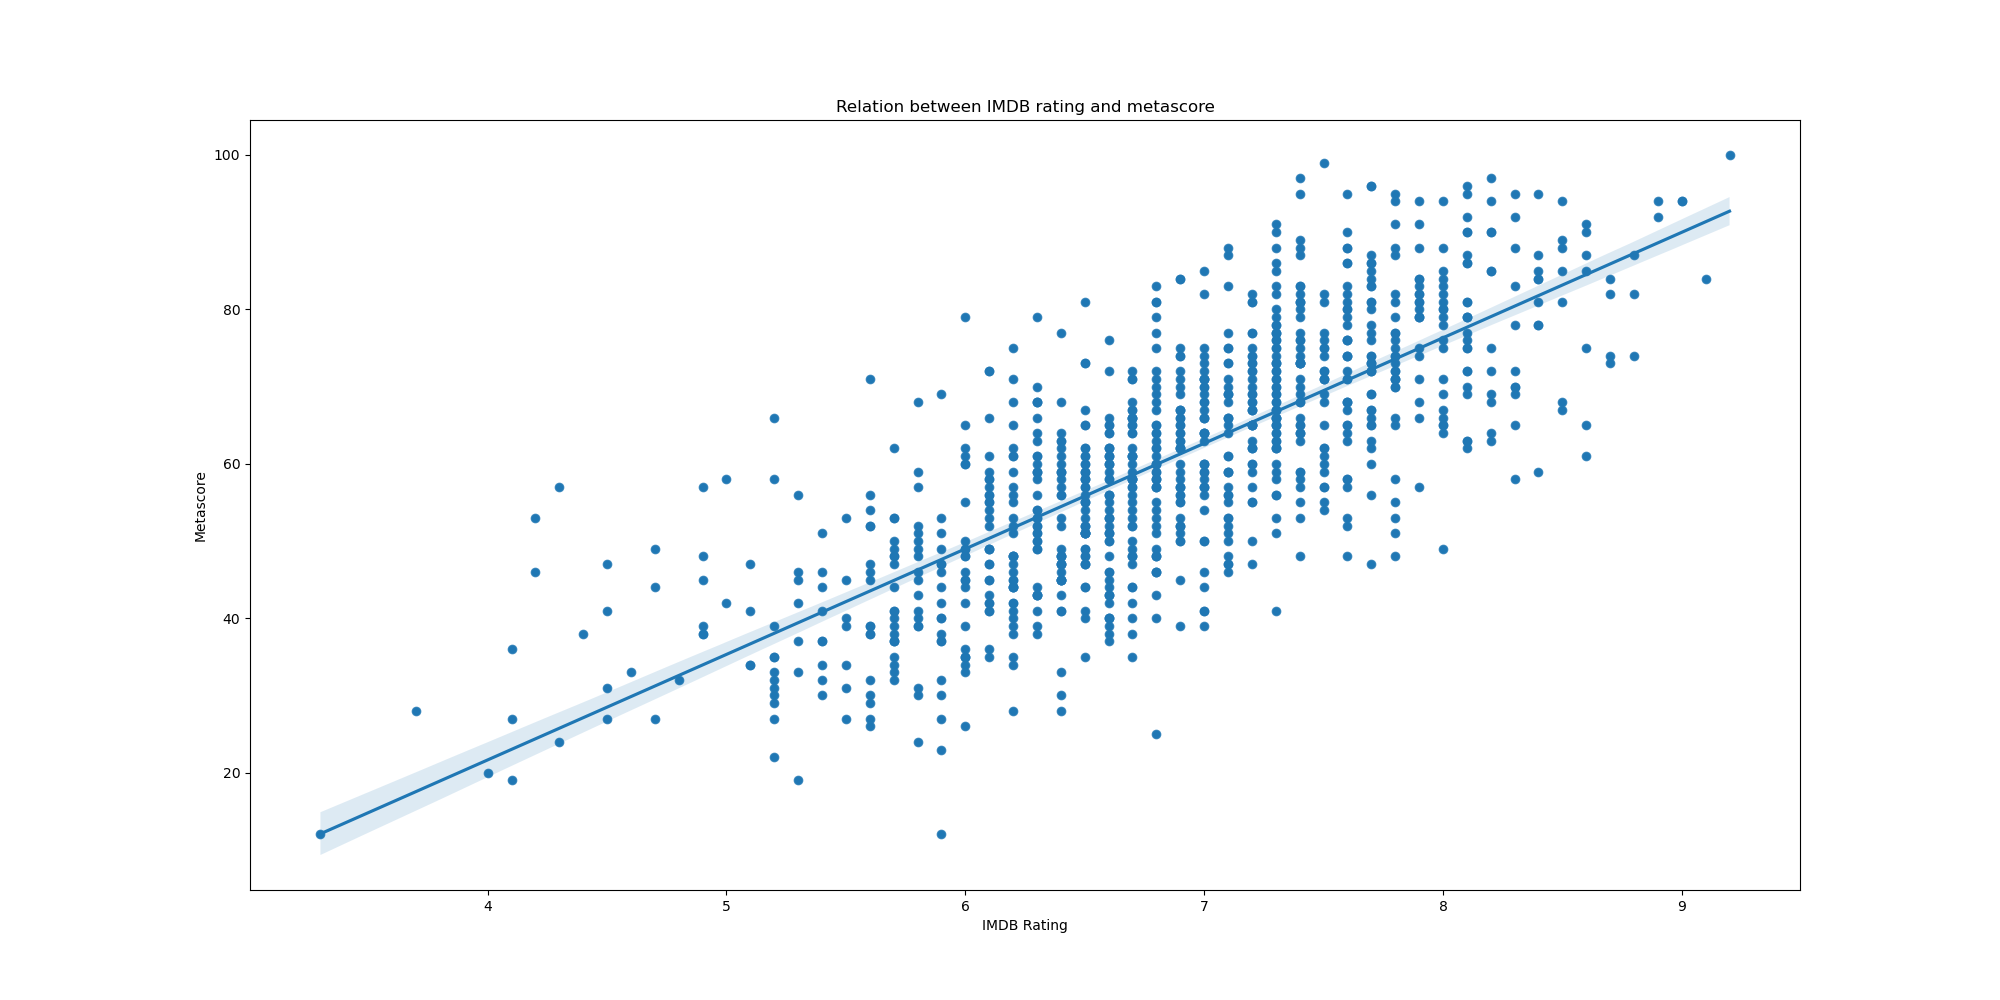 Relation between IMDB rating and metascore
100
80
60
40
20
Metascore
4 5 6 7 8 9
IMDB Rating